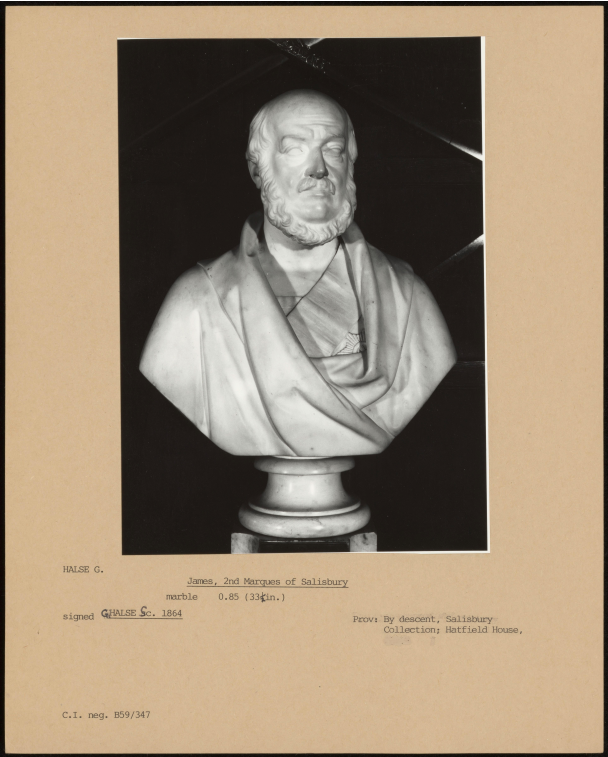 HALSE G.
James, 2nd Marques of Salisbury
marble 0.85 (33½in.)
signed G.HALSE Sc. 1864
Prov: By descent, Salisbury
Collection; Hatfield House,
C.I. neg. B59/347